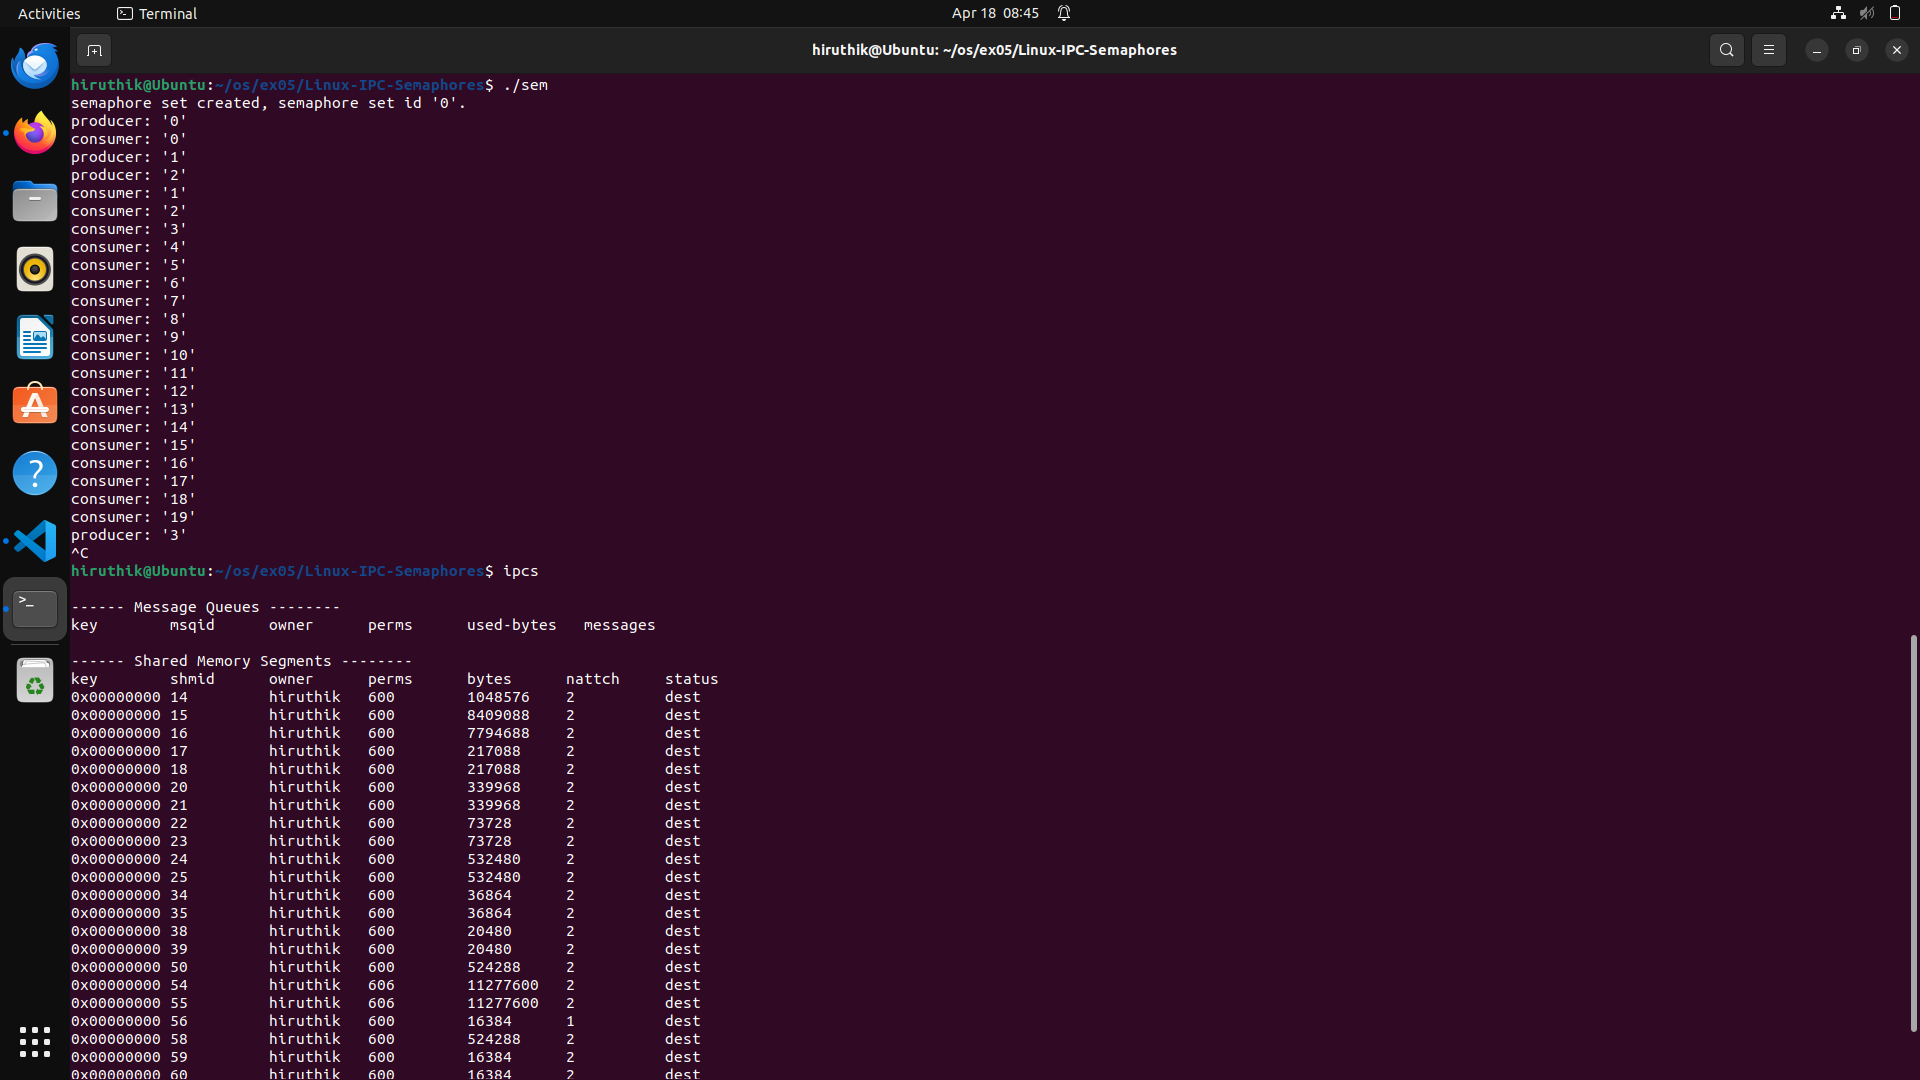 Activities
Terminal
Apr 18 08:45
hiruthik@Ubuntu: ~/os/ex05/Linux-IPC-Semaphores
hiruthik@Ubuntu:~/os/ex05/Linux-IPC-Semaphores$ ./sem
semaphore set created, semaphore set id '0'.
producer: '0'
consumer: '0'
producer: '1'
producer: '2'
consumer: '1'
consumer: '2'
consumer: '3'
consumer: '4'
consumer: '5'
consumer: '6'
consumer: '7'
consumer: '8'
consumer: '9'
consumer: '10'
consumer: '11'
consumer: '12'
consumer: '13'
consumer: '14'
consumer: '15'
consumer: '16'
consumer: '17'
consumer: '18'
consumer: '19'
producer: '3'
^C
hiruthik@Ubuntu:~/os/ex05/Linux-IPC-Semaphores$ ipcs
------ Message Queues --------
key        msqid      owner      perms      used-bytes   messages
------ Shared Memory Segments --------
key        shmid      owner      perms      bytes      nattch     status
0x00000000 14         hiruthik   600        1048576    2          dest
0x00000000 15         hiruthik   600        8409088    2          dest
0x00000000 16         hiruthik   600        7794688    2          dest
0x00000000 17         hiruthik   600        217088     2          dest
0x00000000 18         hiruthik   600        217088     2          dest
0x00000000 20         hiruthik   600        339968     2          dest
0x00000000 21         hiruthik   600        339968     2          dest
0x00000000 22         hiruthik   600        73728      2          dest
0x00000000 23         hiruthik   600        73728      2          dest
0x00000000 24         hiruthik   600        532480     2          dest
0x00000000 25         hiruthik   600        532480     2          dest
0x00000000 34         hiruthik   600        36864      2          dest
0x00000000 35         hiruthik   600        36864      2          dest
0x00000000 38         hiruthik   600        20480      2          dest
0x00000000 39         hiruthik   600        20480      2          dest
0x00000000 50         hiruthik   600        524288     2          dest
0x00000000 54         hiruthik   606        11277600   2          dest
0x00000000 55         hiruthik   606        11277600   2          dest
0x00000000 56         hiruthik   600        16384      1          dest
0x00000000 58         hiruthik   600        524288     2          dest
0x00000000 59         hiruthik   600        16384      2          dest
0x00000000 60         hiruthik   600        16384      2          dest